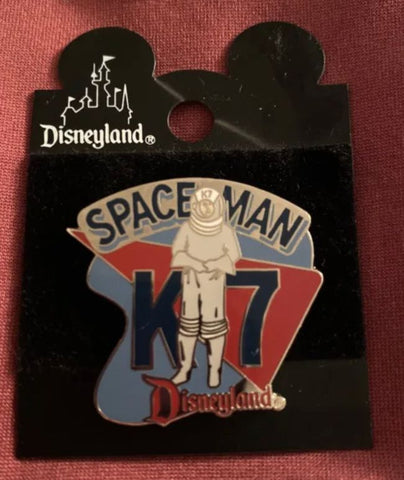 Disneyland®
SPACE MAN
K7
K7
Disneyland